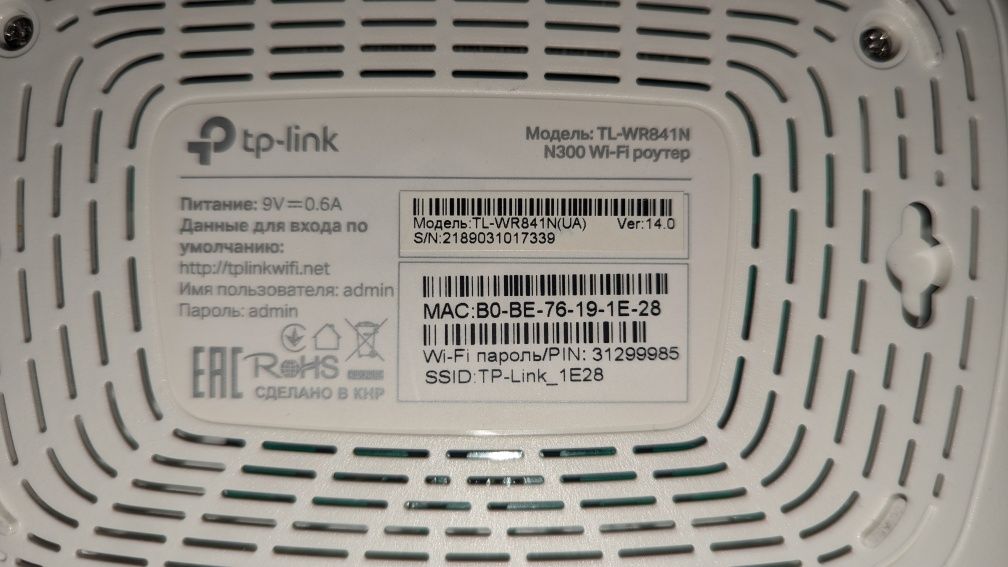 tp-link
Модель: TL-WR841N
N300 Wi-Fi роутер
Питание: 9V⎓0.6A
Данные для входа по
умолчанию:
http://tplinkwifi.net
Имя пользователя: admin
Пароль: admin
EAC RoHS
СДЕЛАНО В КНР
Модель:TL-WR841N(UA) Ver:14.0
S/N:2189031017339
MAC:B0-BE-76-19-1E-28
Wi-Fi пароль/PIN: 31299985
SSID:TP-Link_1E28